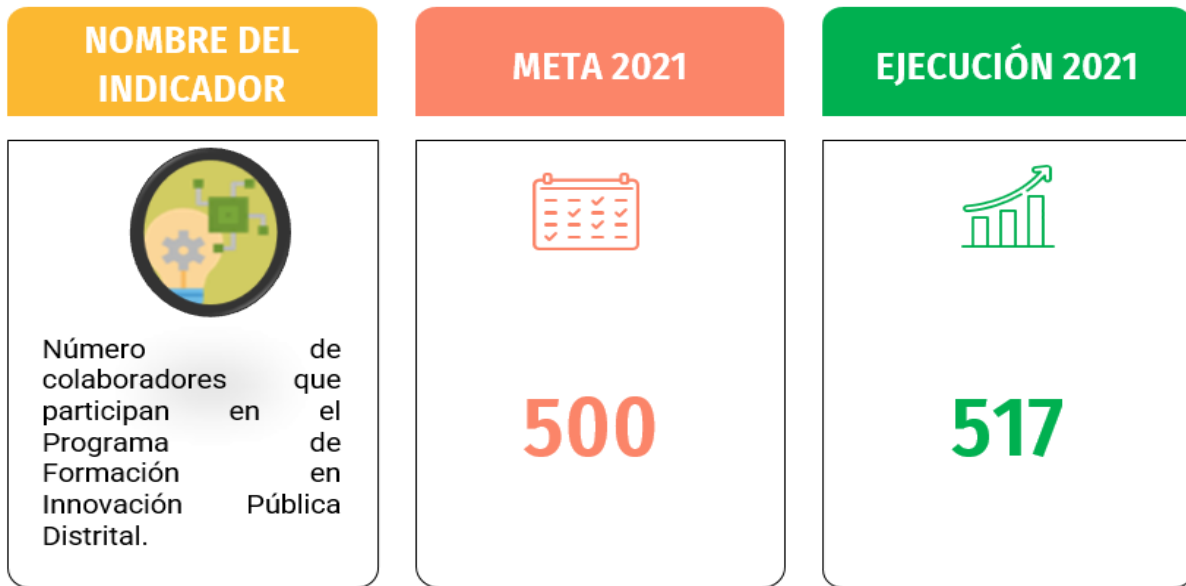 NOMBRE DEL
INDICADOR
META 2021
EJECUCIÓN 2021
Número de
colaboradores que
participan en el
Programa de
Formación en
Innovación Pública
Distrital.
500
517